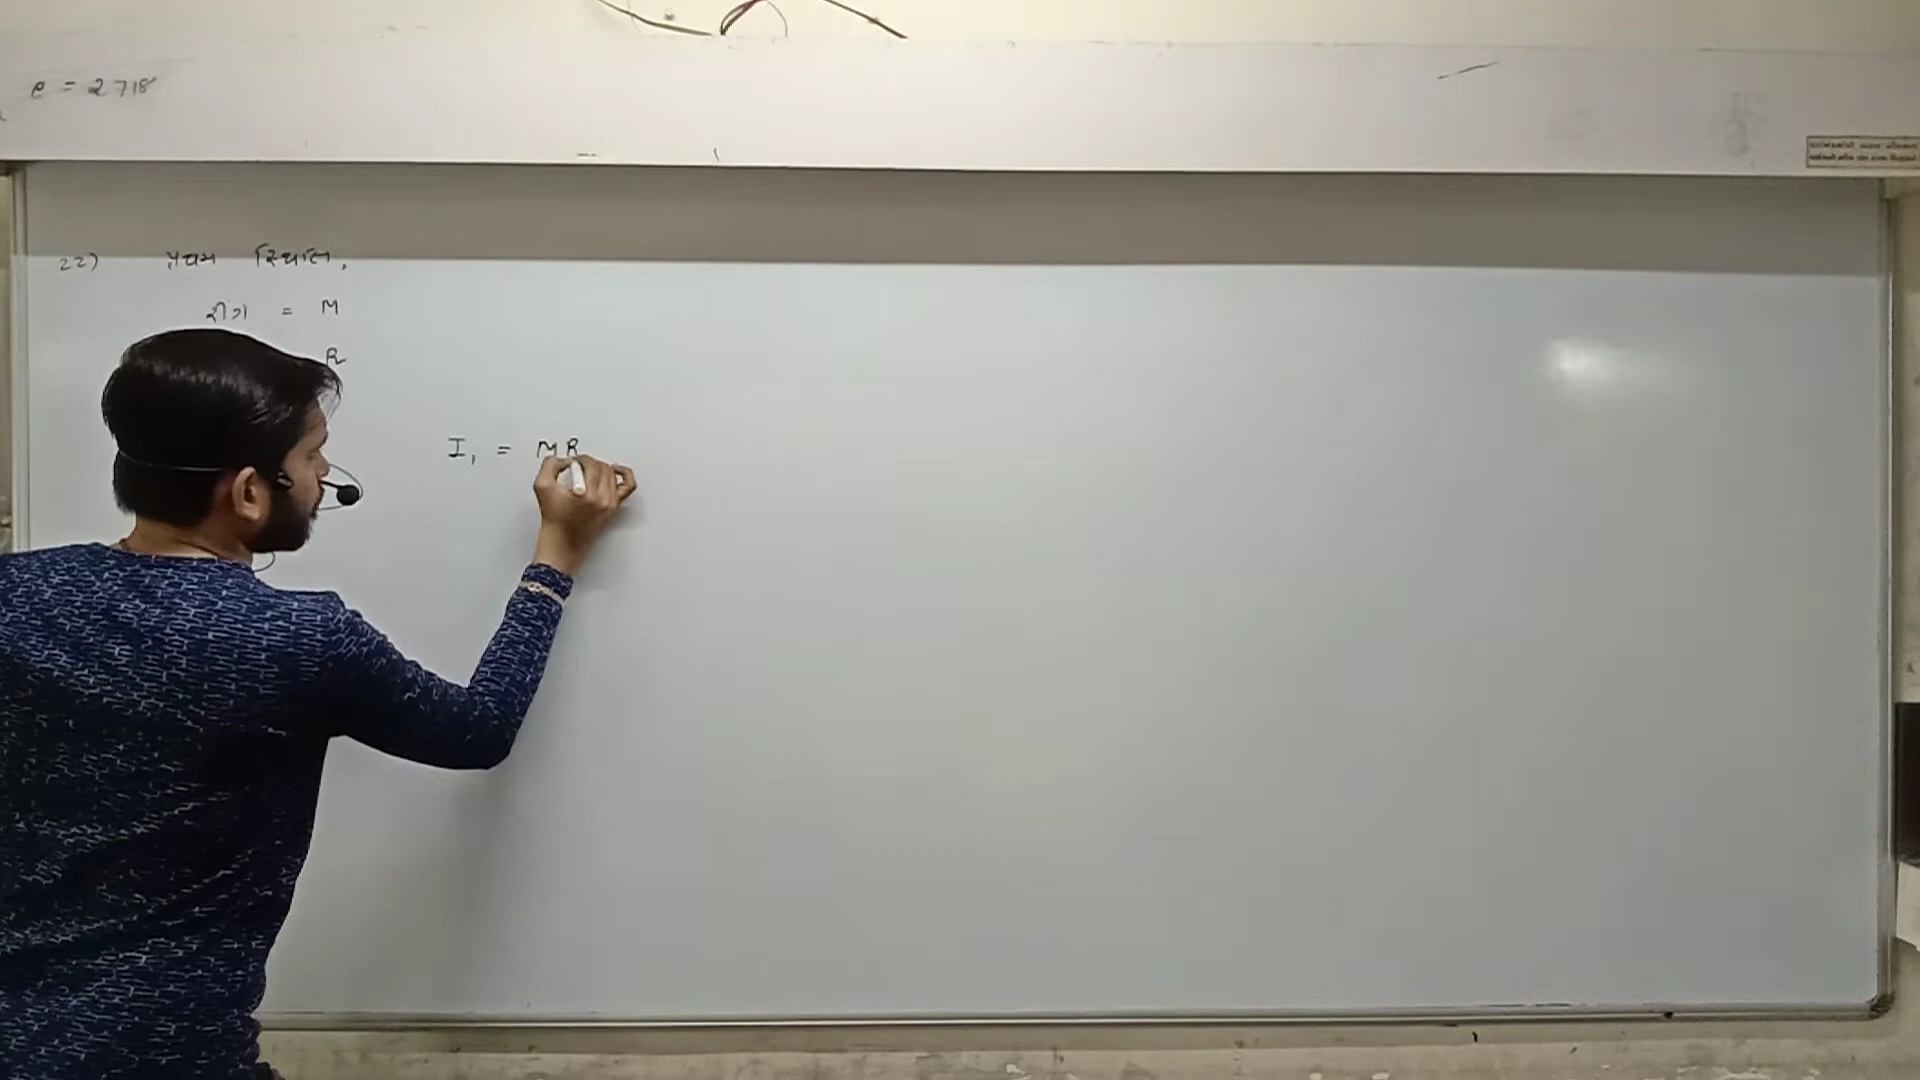 e = 2 718
22) પ્રથમ સ્થિતિ,
રીંગ = M
R
I₁ = MR